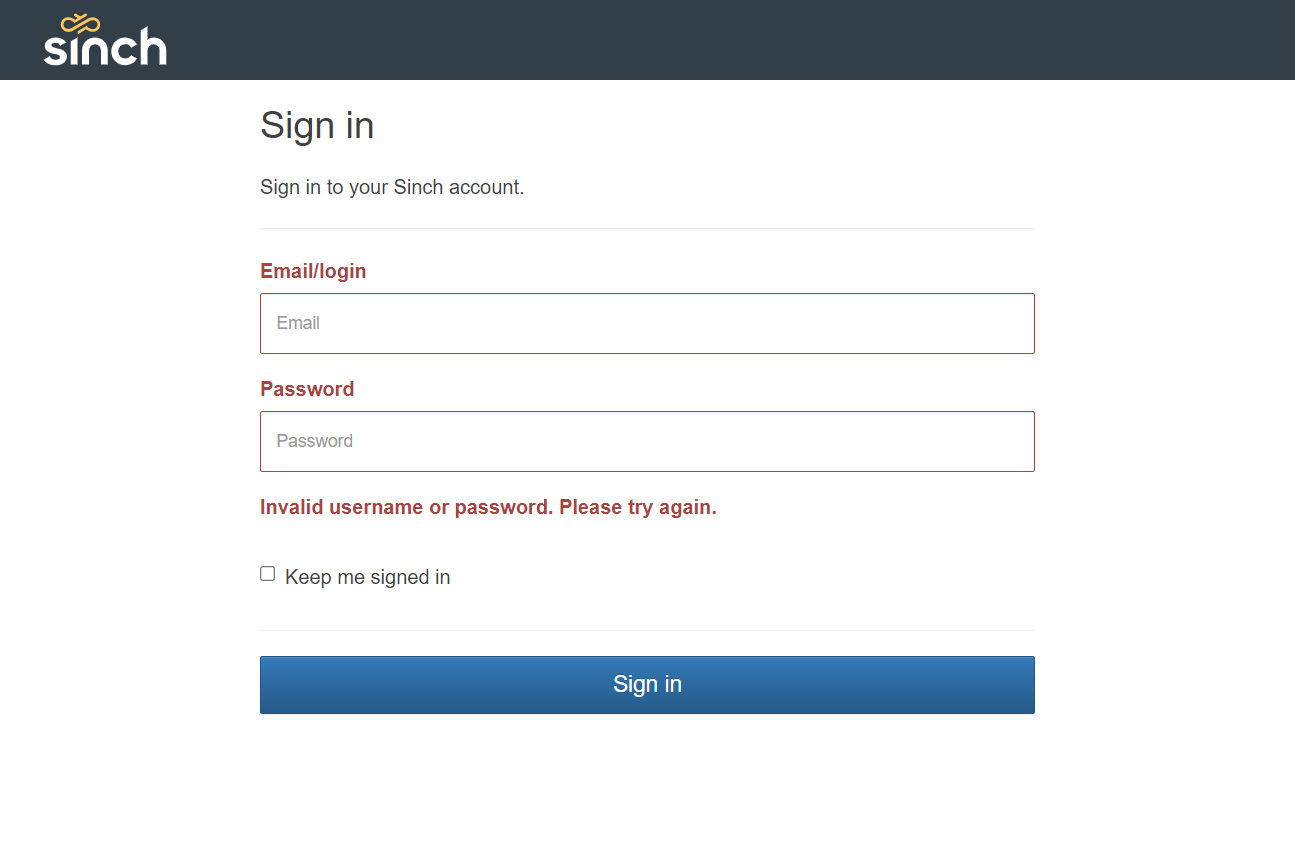 sinch
Sign in
Sign in to your Sinch account.
Email/login
Email
Password
Password
Invalid username or password. Please try again.
Keep me signed in
Sign in